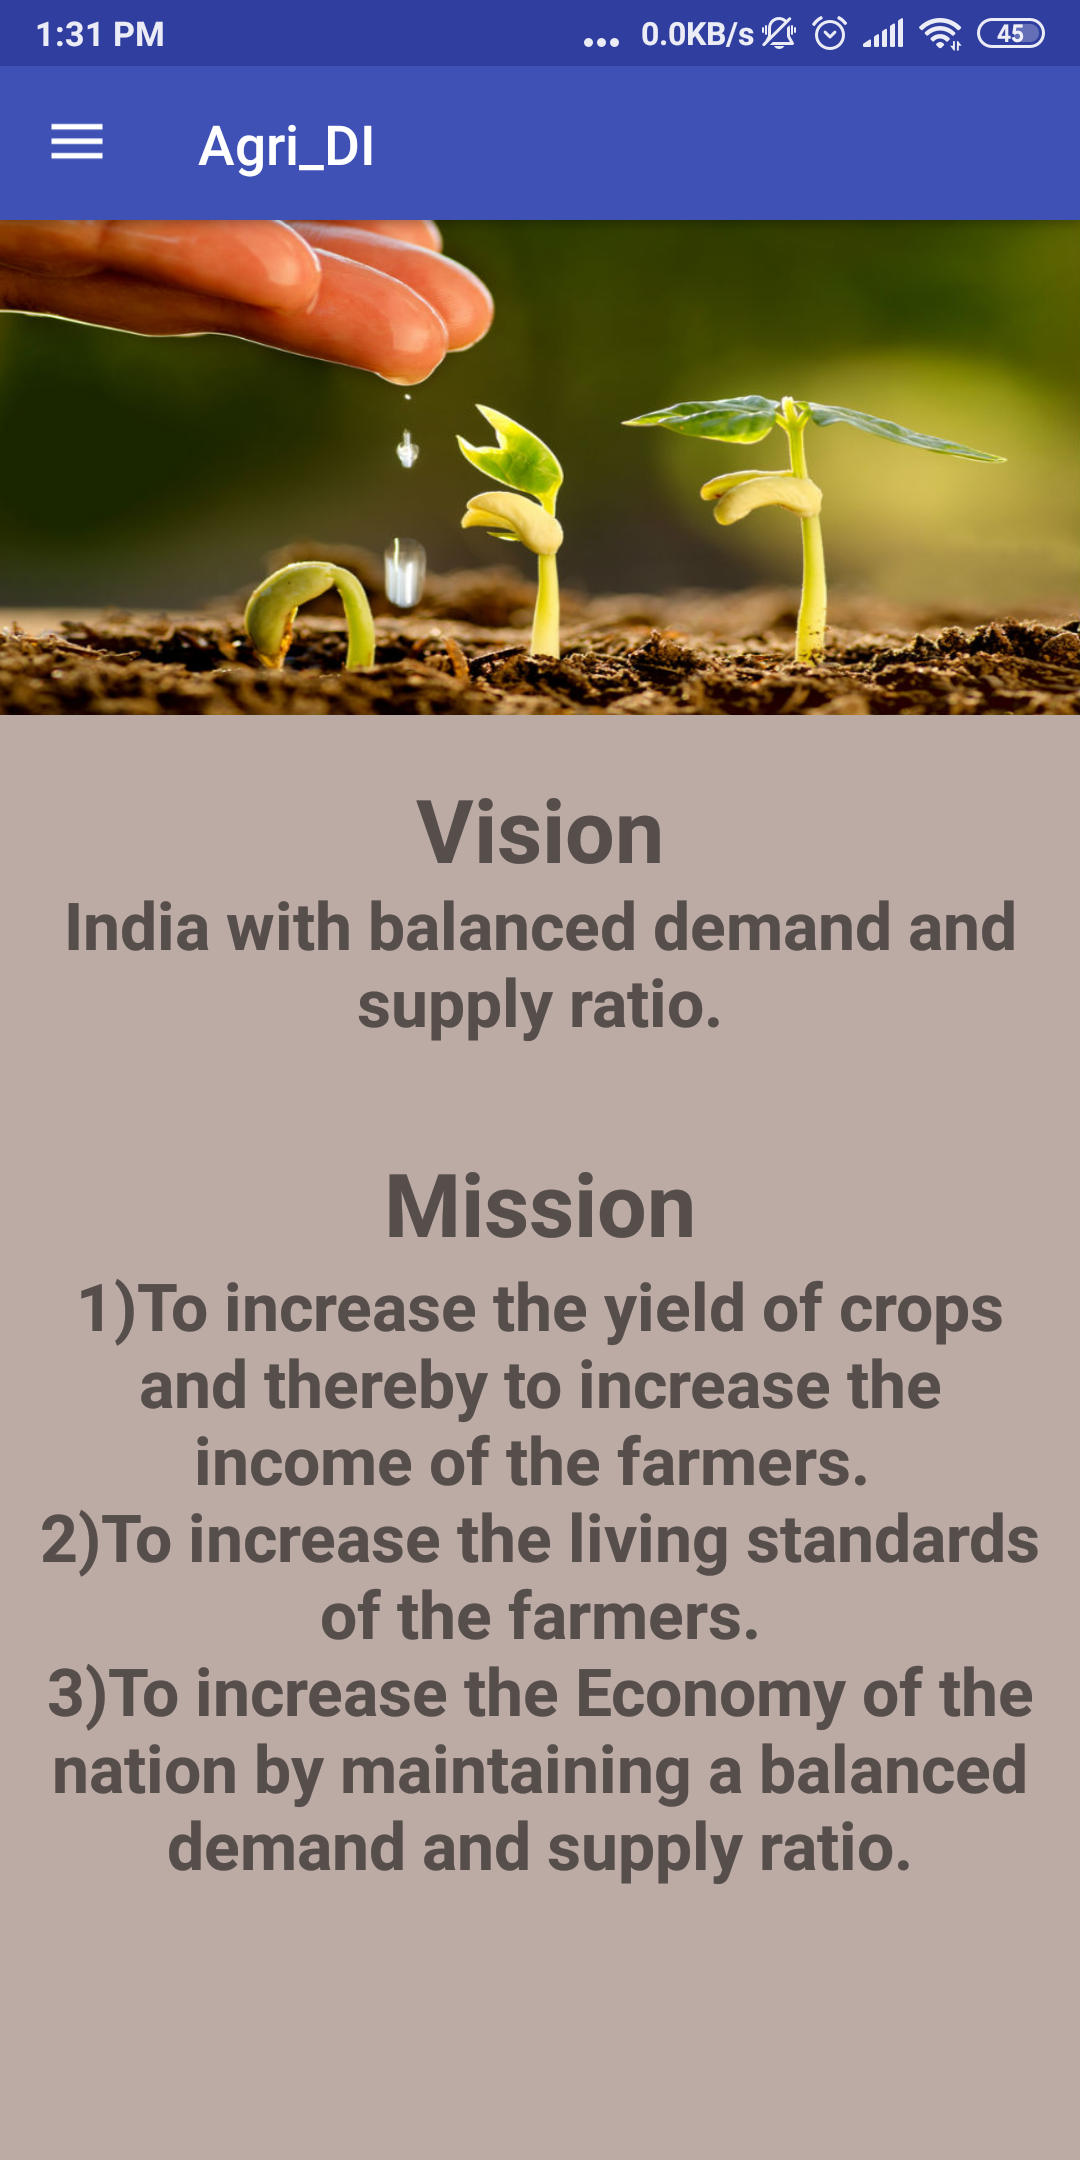 1:31 PM
... 0.0KB/s 45
Agri_DI
Vision
India with balanced demand and
supply ratio.
Mission
1)To increase the yield of crops
and thereby to increase the
income of the farmers.
2)To increase the living standards
of the farmers.
3)To increase the Economy of the
nation by maintaining a balanced
demand and supply ratio.